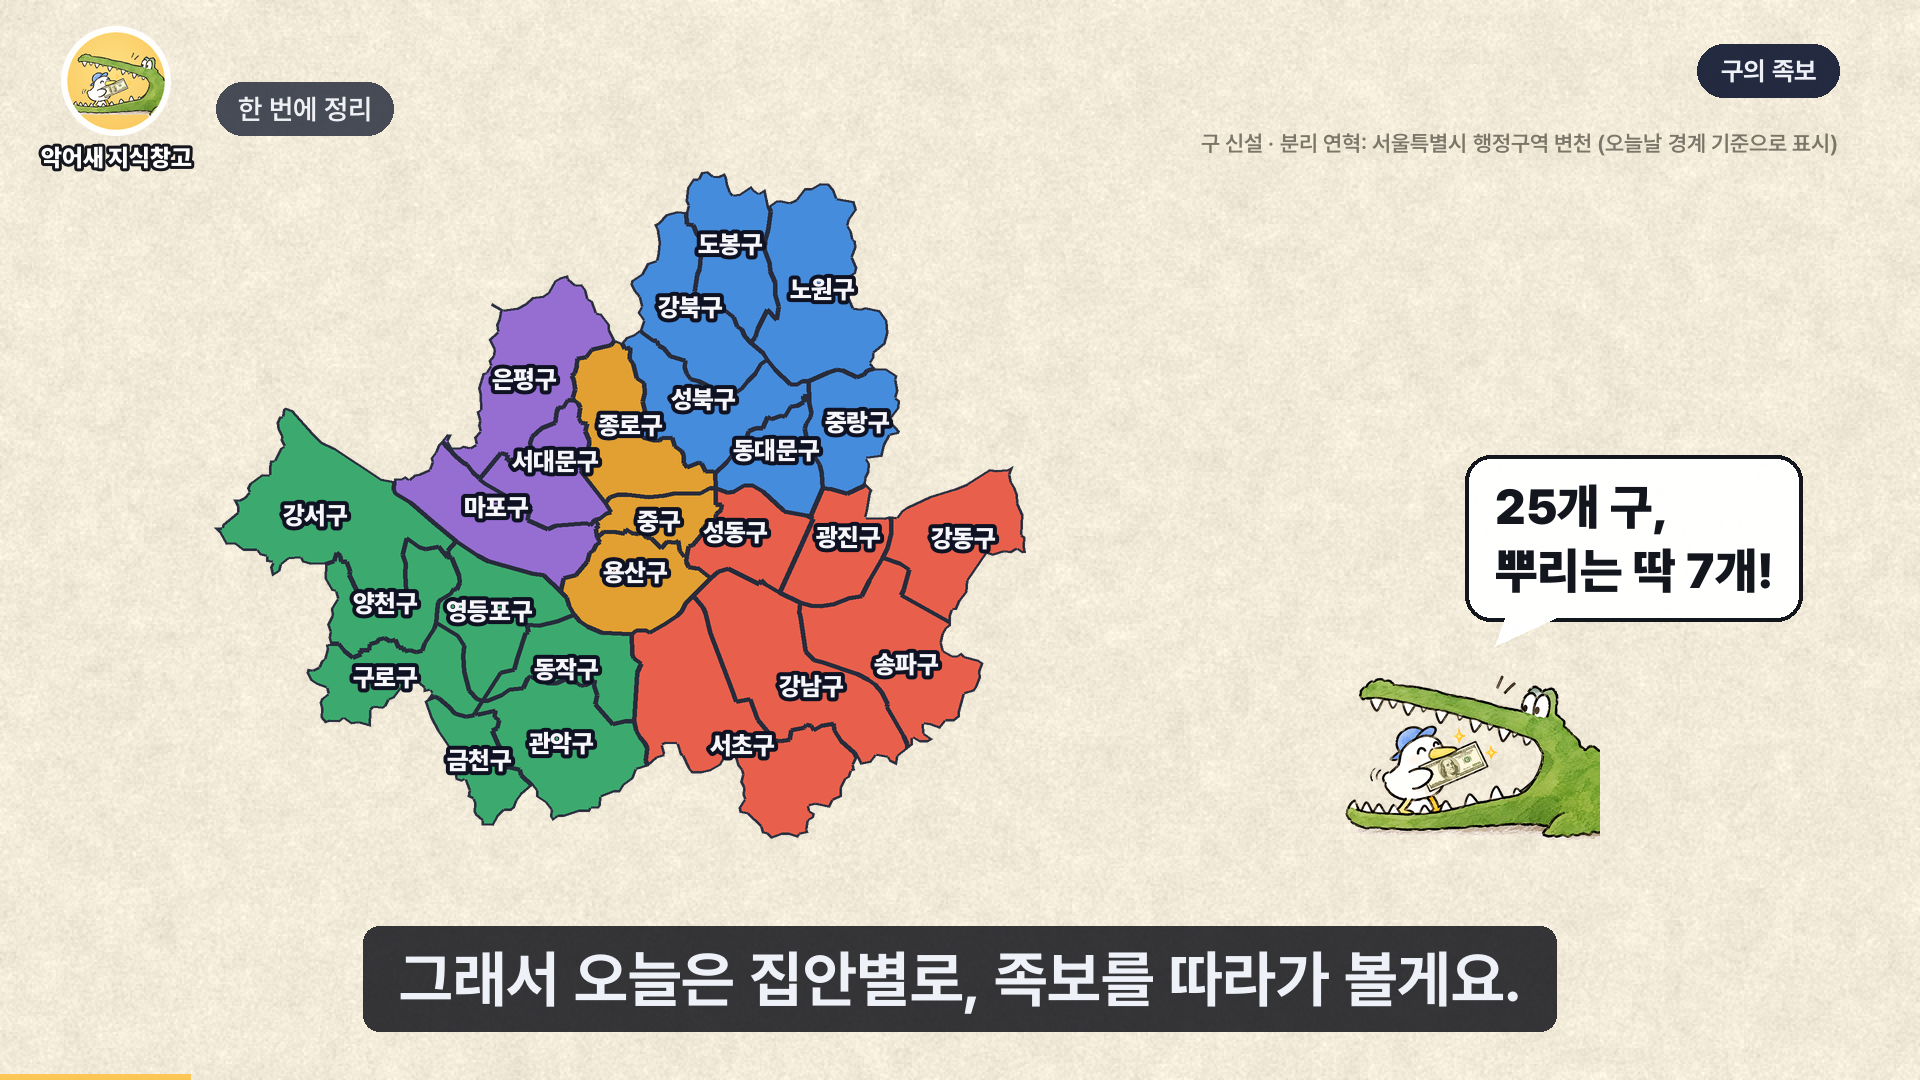 악어새 지식창고
한 번에 정리
구의 족보
구 신설 · 분리 연혁: 서울특별시 행정구역 변천 (오늘날 경계 기준으로 표시)
도봉구
노원구
강북구
은평구
성북구
종로구
중랑구
동대문구
서대문구
마포구
강서구
중구
성동구
광진구
강동구
용산구
양천구
영등포구
동작구
구로구
송파구
강남구
관악구
서초구
금천구
25개 구,
뿌리는 딱 7개!
그래서 오늘은 집안별로, 족보를 따라가 볼게요.